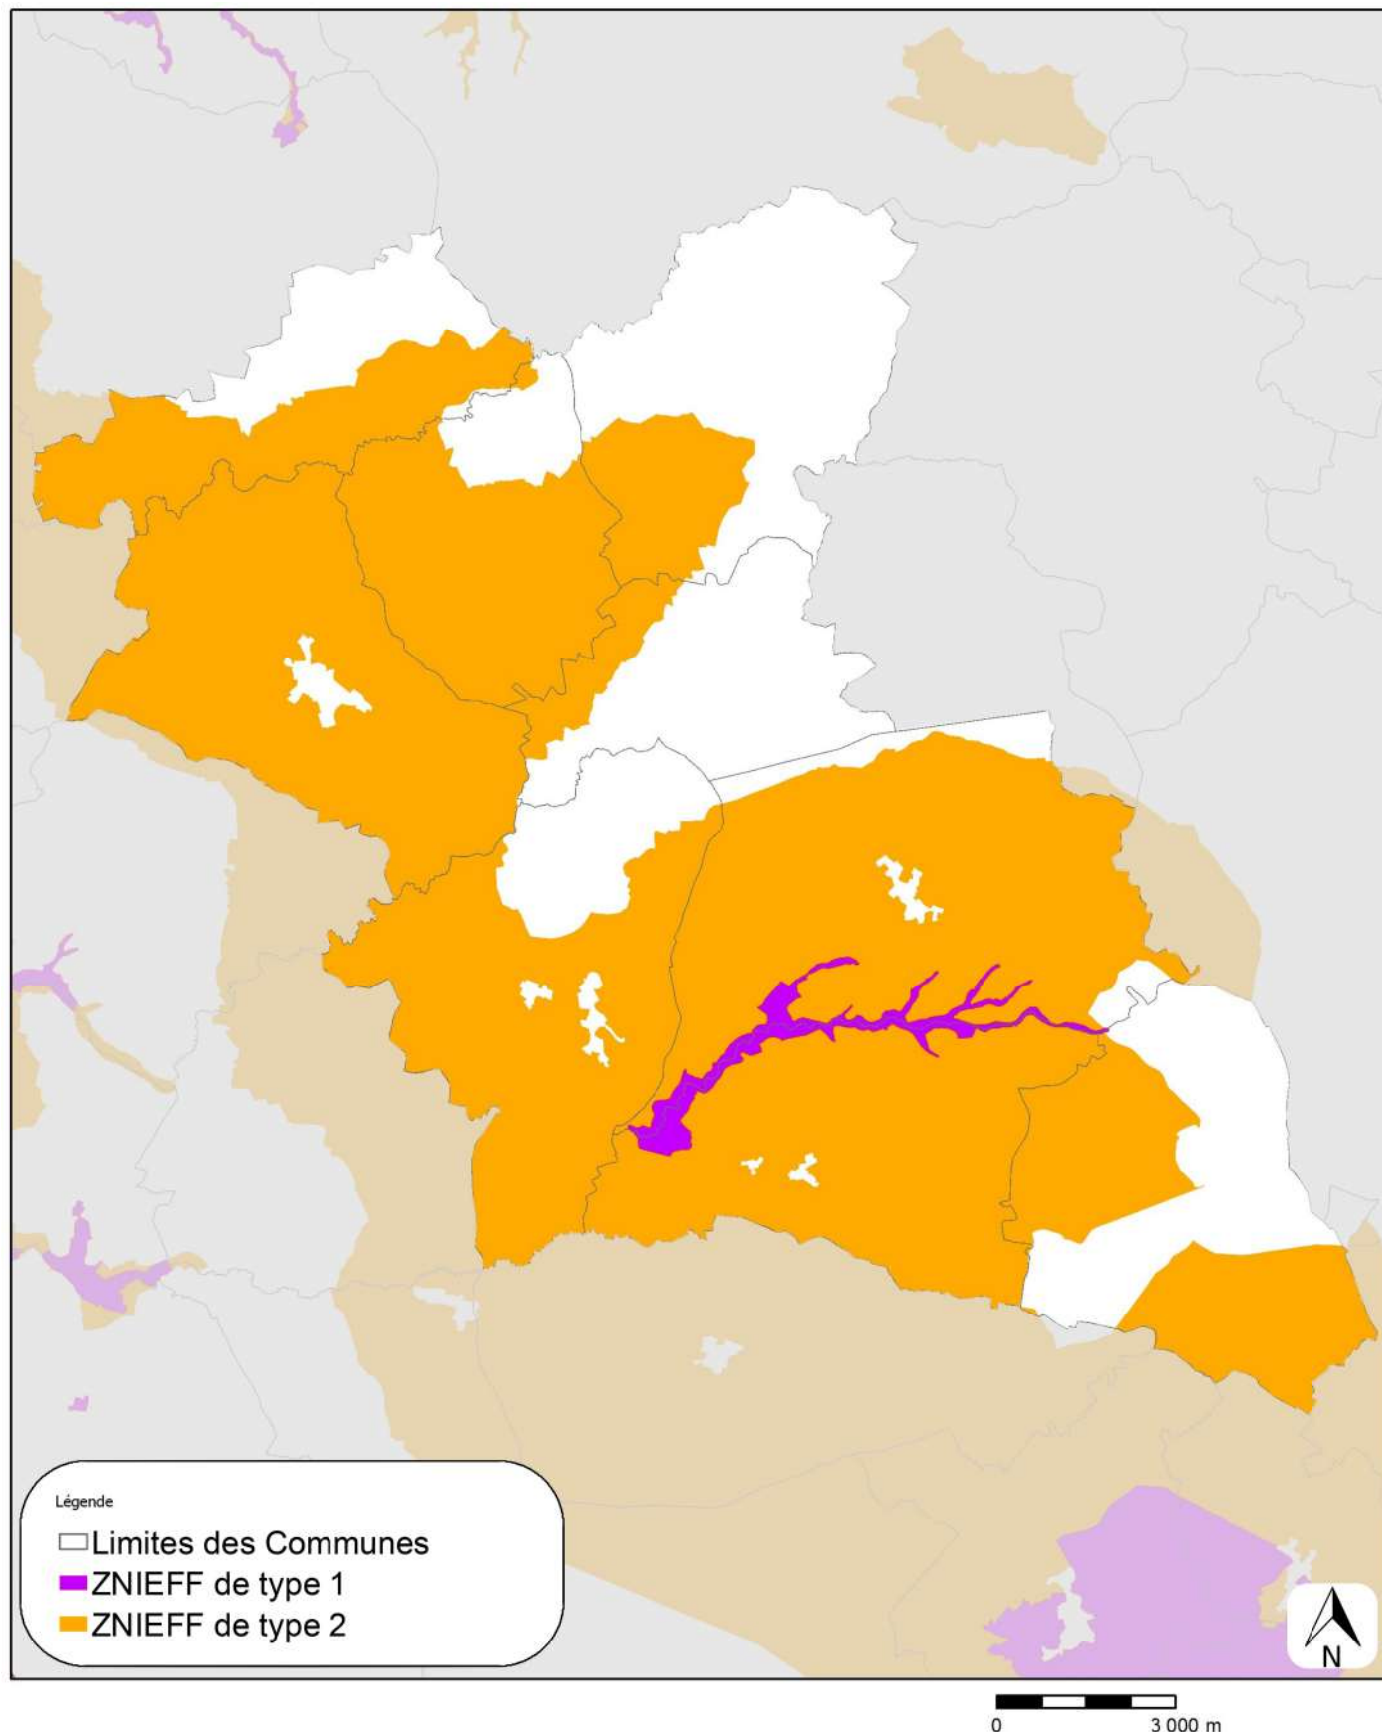 Légende
Limites des Communes
ZNIEFF de type 1
ZNIEFF de type 2
N
0 3 000 m